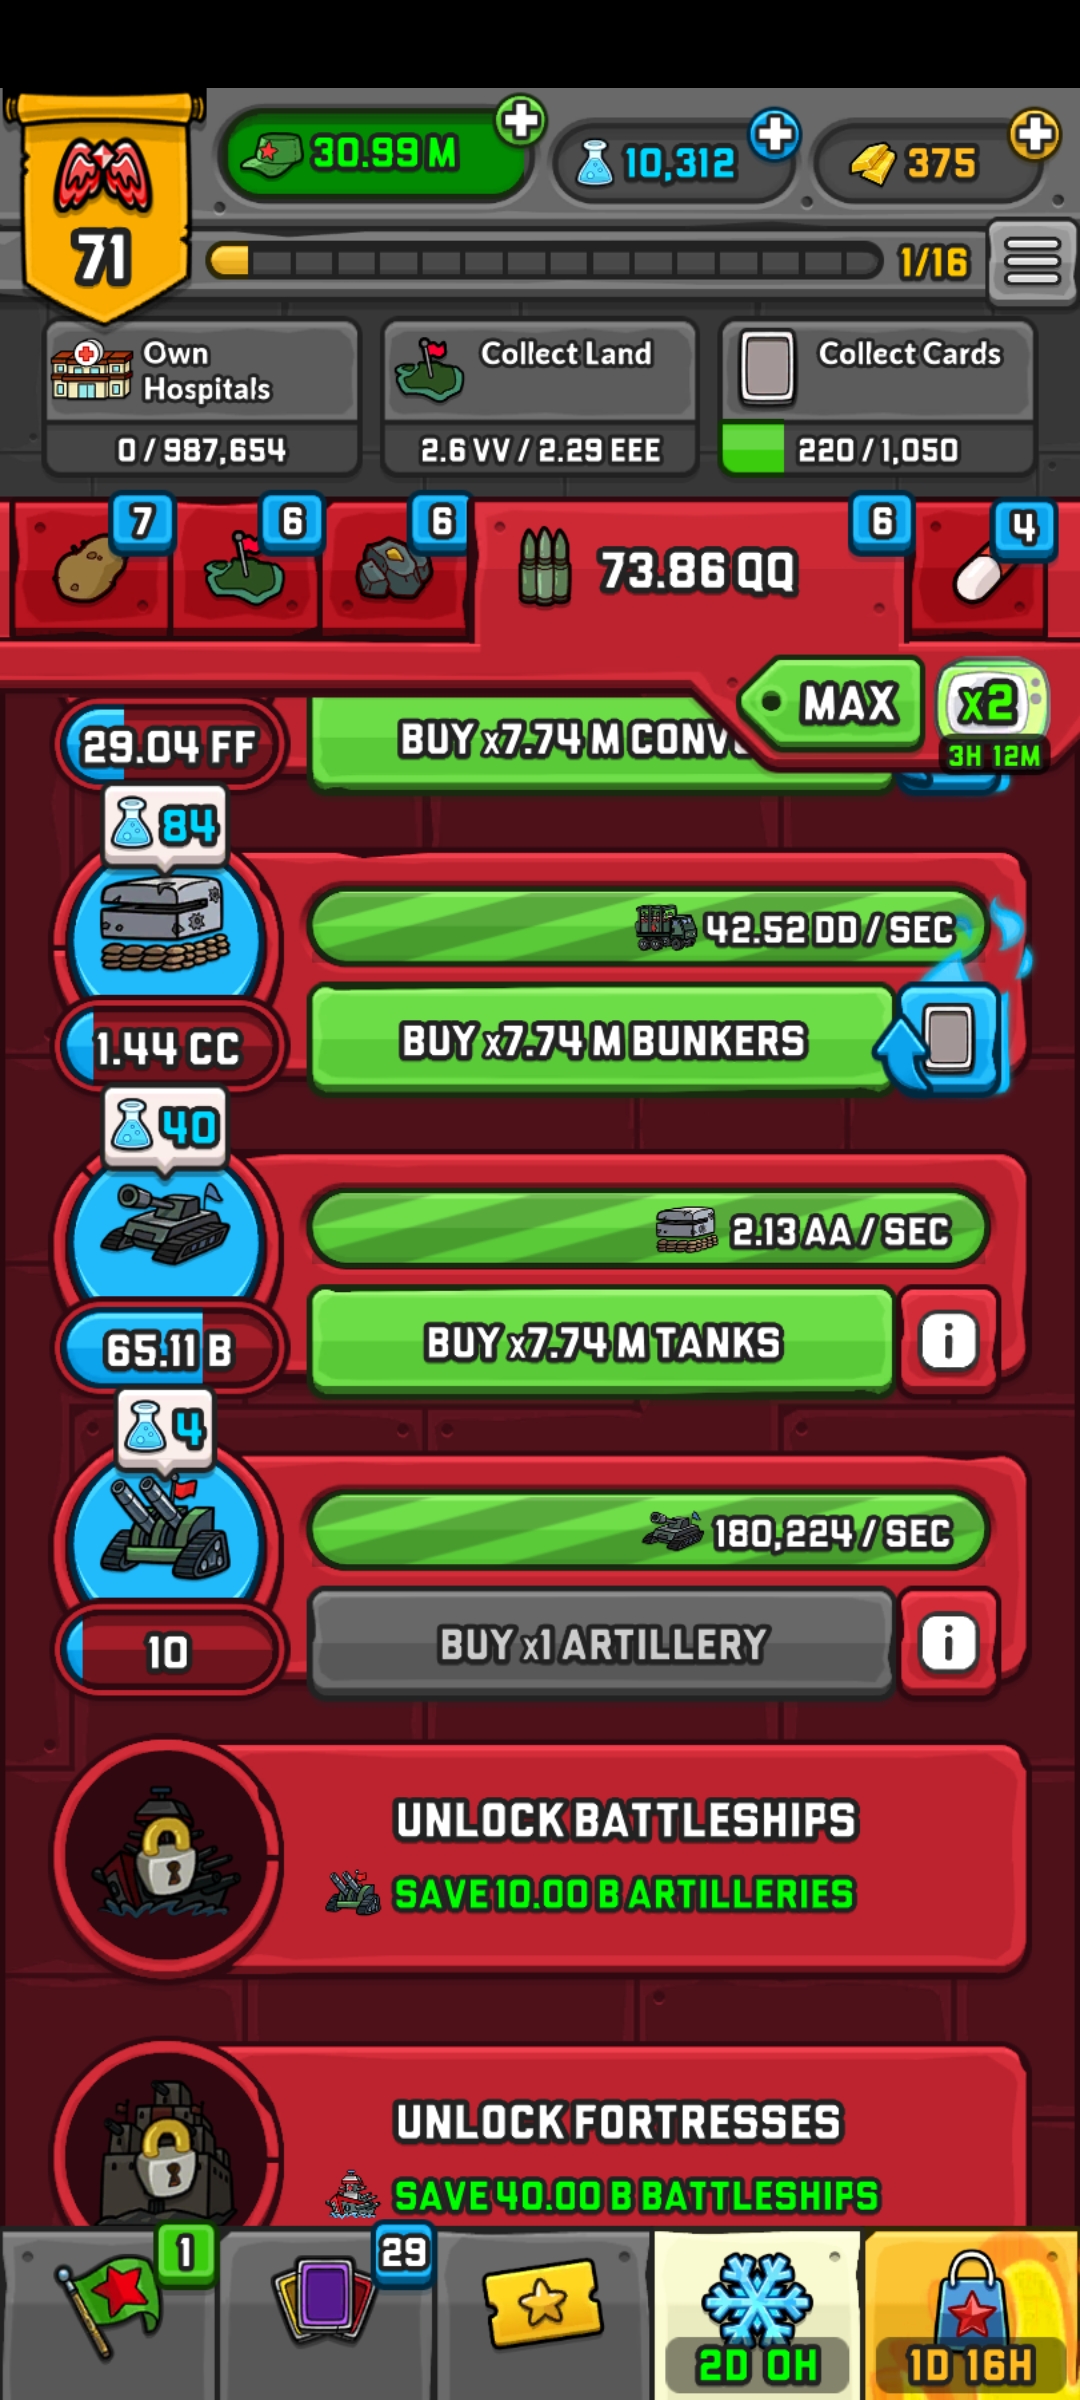 30.99 M
10,312
375
71
1/16
Own
Hospitals
0 / 987,654
Collect Land
2.6 VV / 2.29 EEE
Collect Cards
220 / 1,050
7
6
6
73.86 QQ
6
4
MAX
x2
3H 12M
29.04 FF
BUY x7.74 M CONV
84
42.52 DD / SEC
1.44 CC
BUY x7.74 M BUNKERS
40
2.13 AA / SEC
65.11 B
BUY x7.74 M TANKS
i
4
180,224 / SEC
10
BUY x1 ARTILLERY
i
UNLOCK BATTLESHIPS
SAVE 10.00 B ARTILLERIES
UNLOCK FORTRESSES
SAVE 40.00 B BATTLESHIPS
1
29
2D 0H
1D 16H